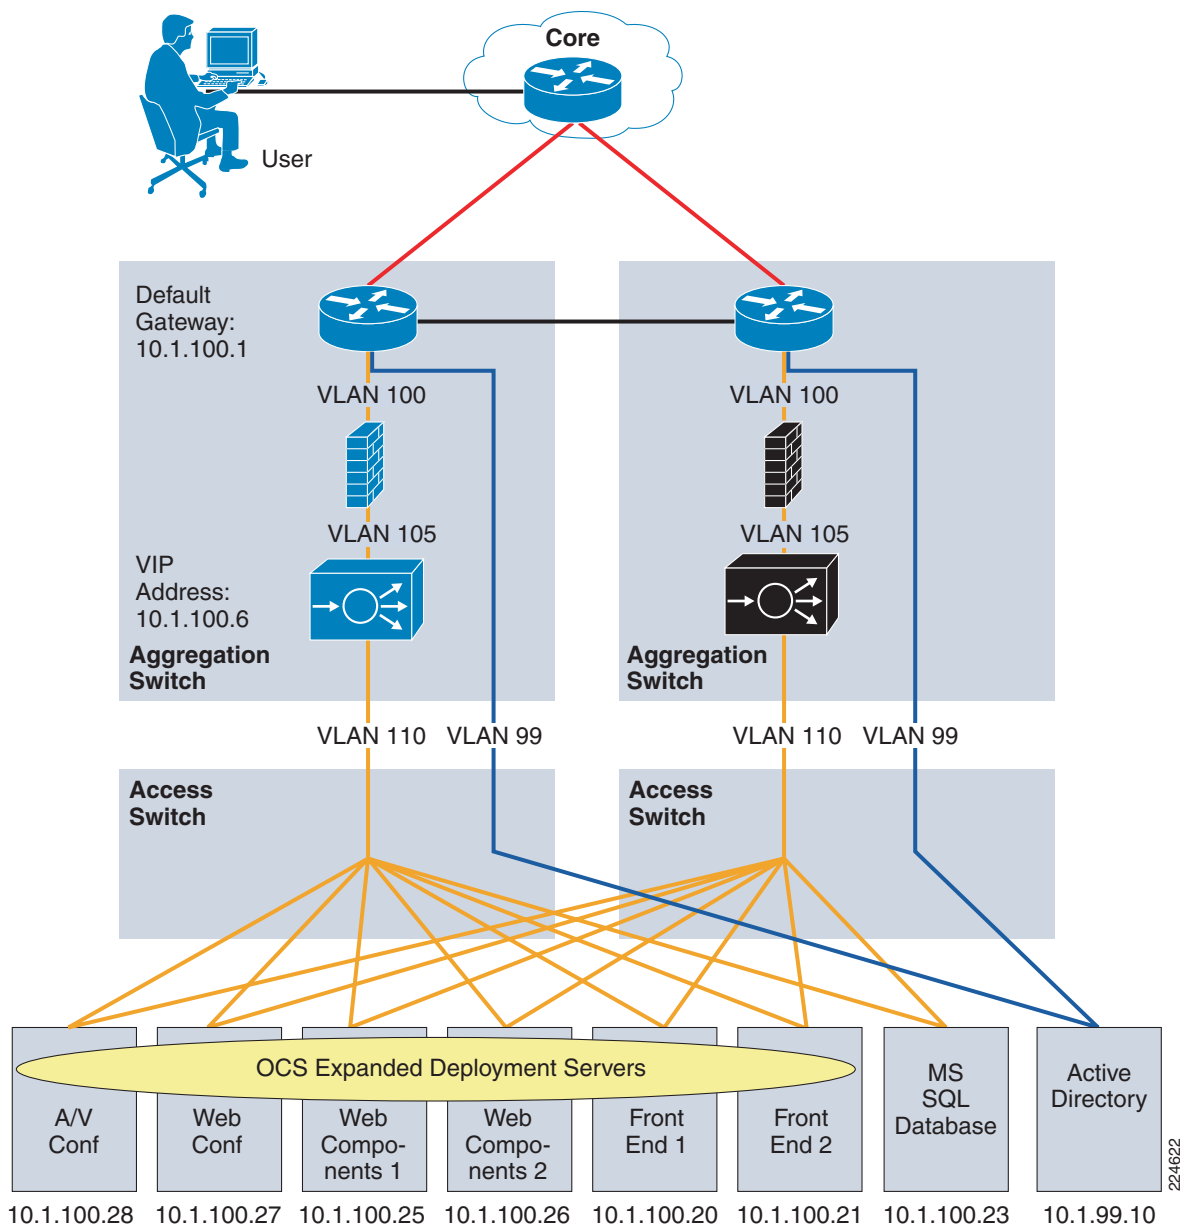 Core
User
Default
Gateway:
10.1.100.1
VLAN 100
VLAN 100
VLAN 105
VLAN 105
VIP
Address:
10.1.100.6
Aggregation
Switch
Aggregation
Switch
VLAN 110
VLAN 99
VLAN 110
VLAN 99
Access
Switch
Access
Switch
OCS Expanded Deployment Servers
A/V
Conf
Web
Conf
Web
Compo-
nents 1
Web
Compo-
nents 2
Front
End 1
Front
End 2
MS
SQL
Database
Active
Directory
224622
10.1.100.28
10.1.100.27
10.1.100.25
10.1.100.26
10.1.100.20
10.1.100.21
10.1.100.23
10.1.99.10